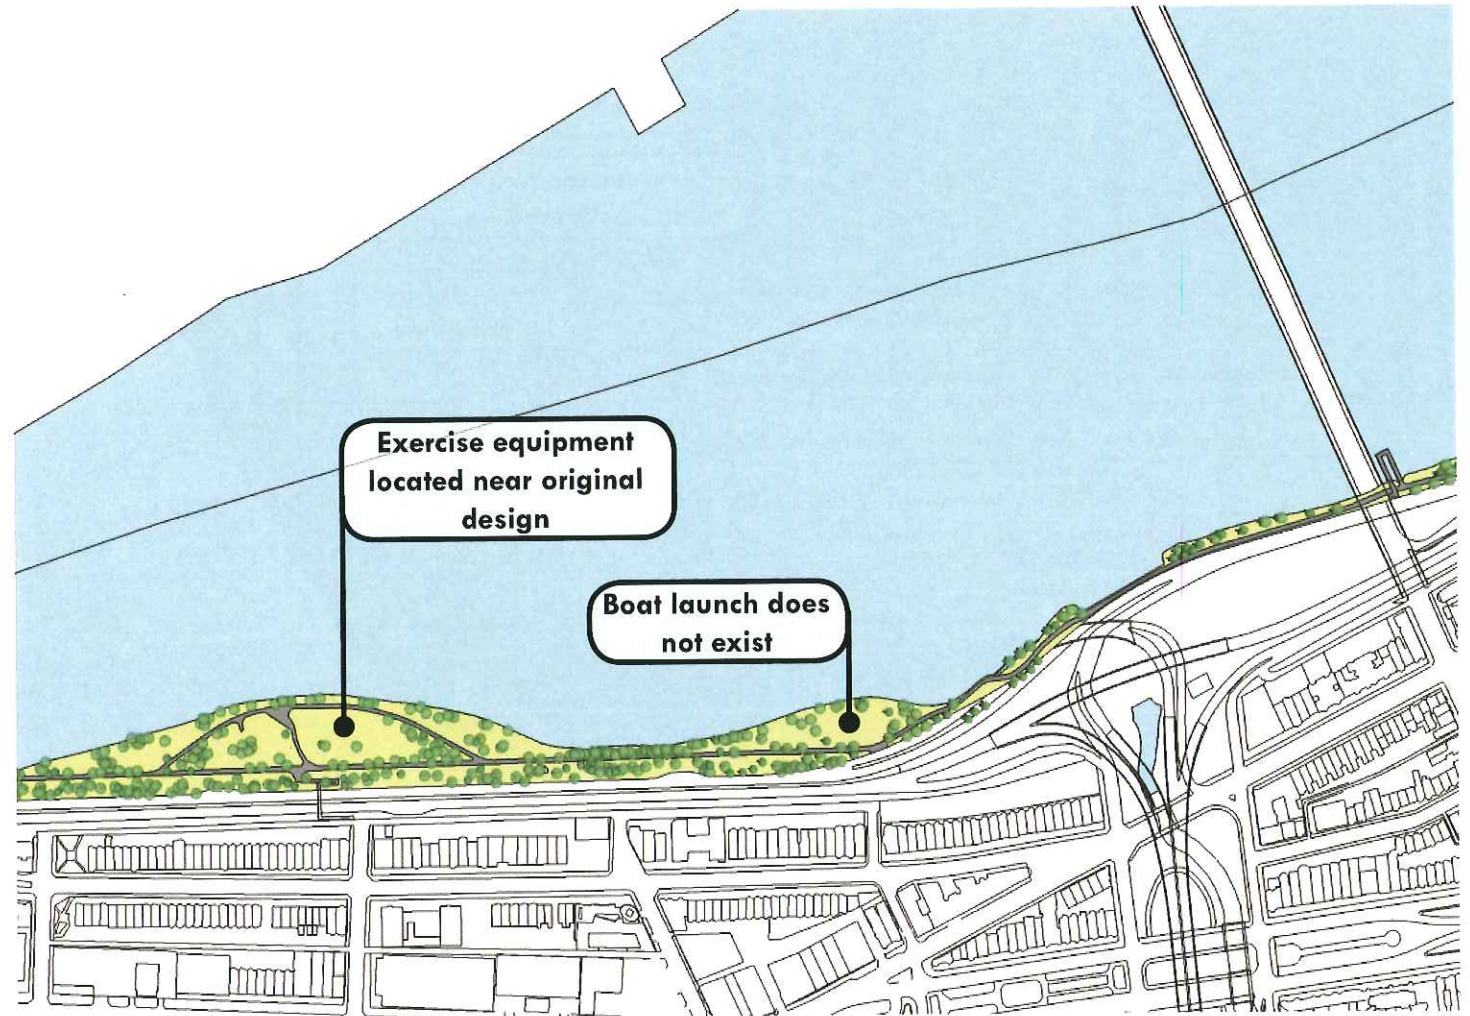 Exercise equipment
located near original
design
Boat launch does
not exist